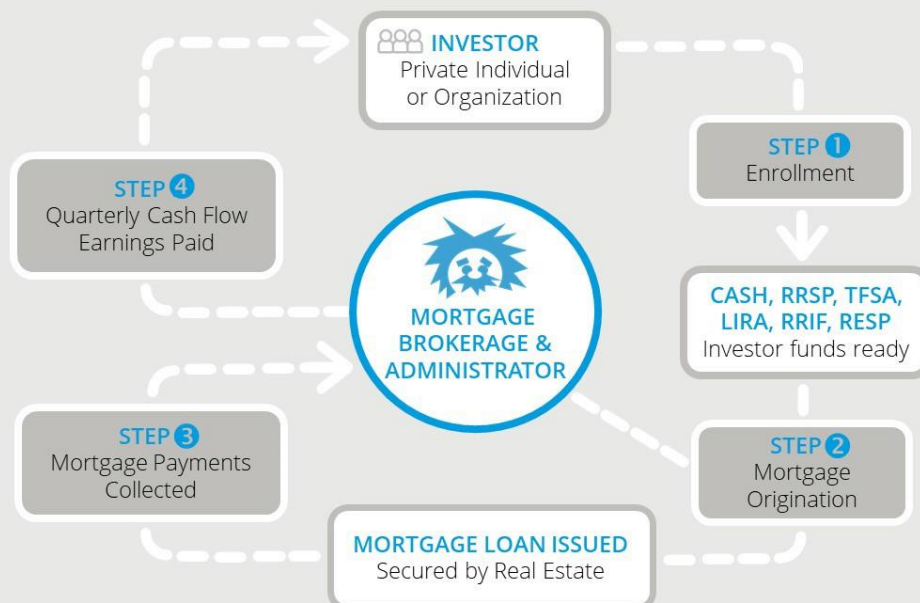 INVESTOR
Private Individual
or Organization
STEP 1
Enrollment
CASH, RRSP, TFSA,
LIRA, RRIF, RESP
Investor funds ready
STEP 2
Mortgage
Origination
MORTGAGE LOAN ISSUED
Secured by Real Estate
STEP 3
Mortgage Payments
Collected
MORTGAGE
BROKERAGE &
ADMINISTRATOR
STEP 4
Quarterly Cash Flow
Earnings Paid